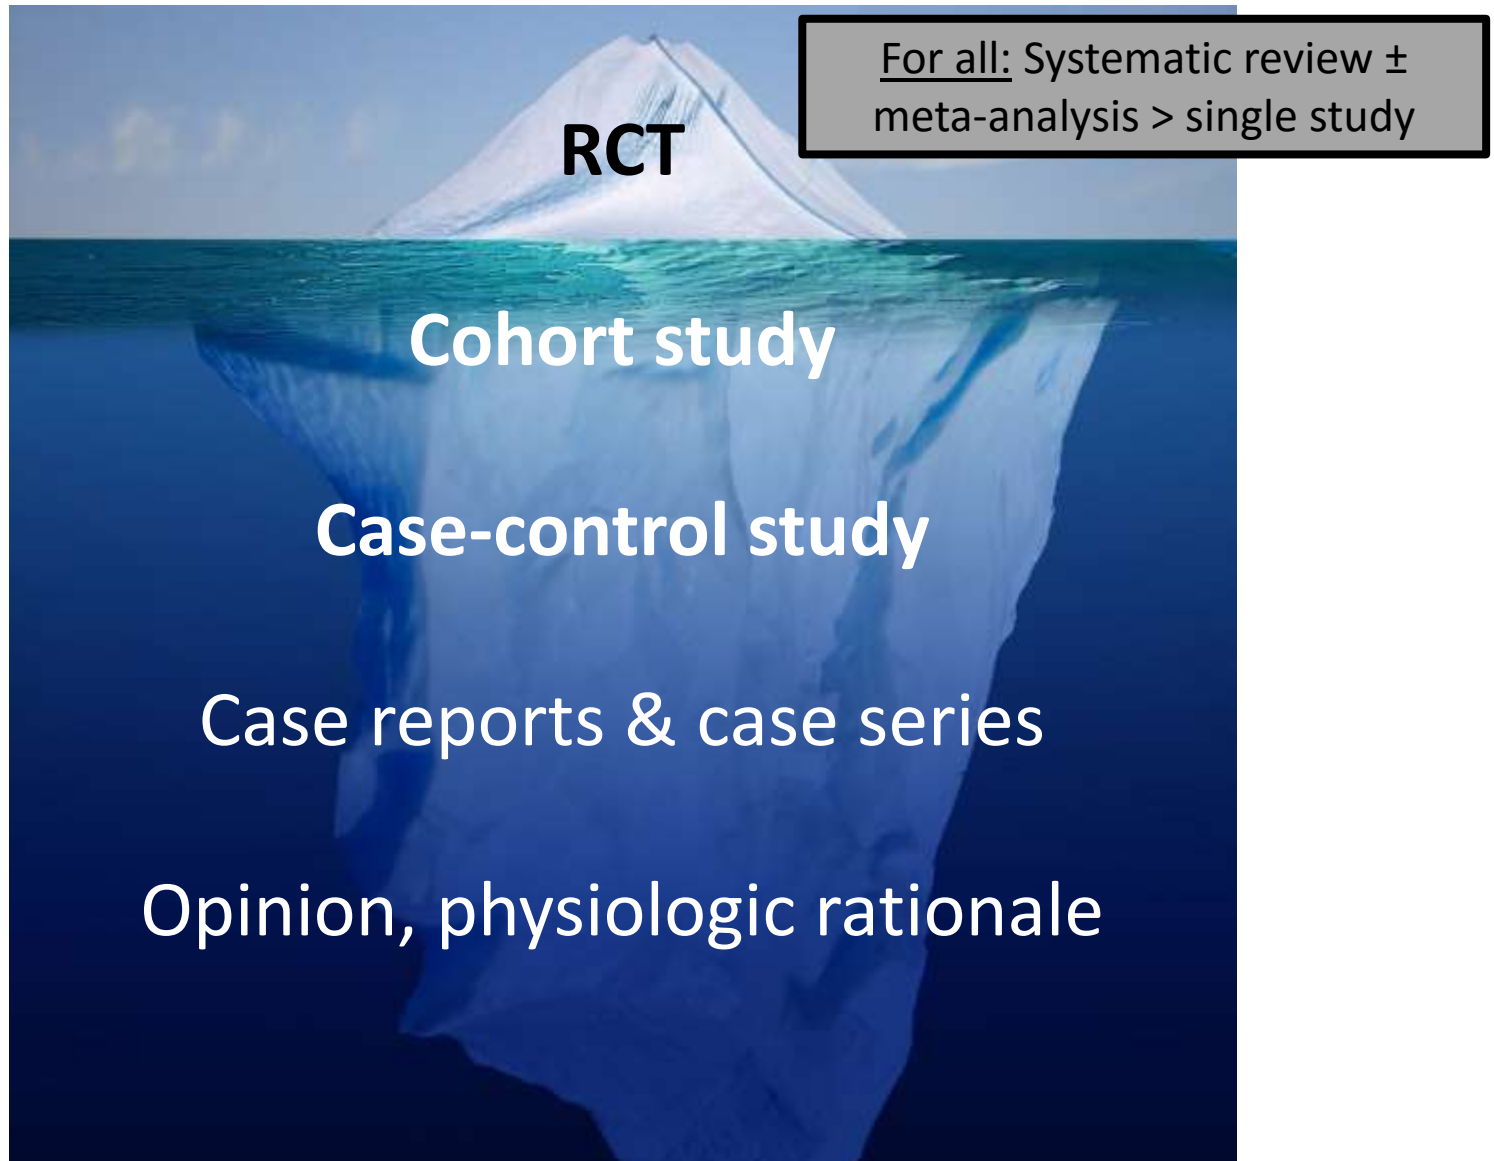 For all: Systematic review ±
meta-analysis > single study
RCT
Cohort study
Case-control study
Case reports & case series
Opinion, physiologic rationale